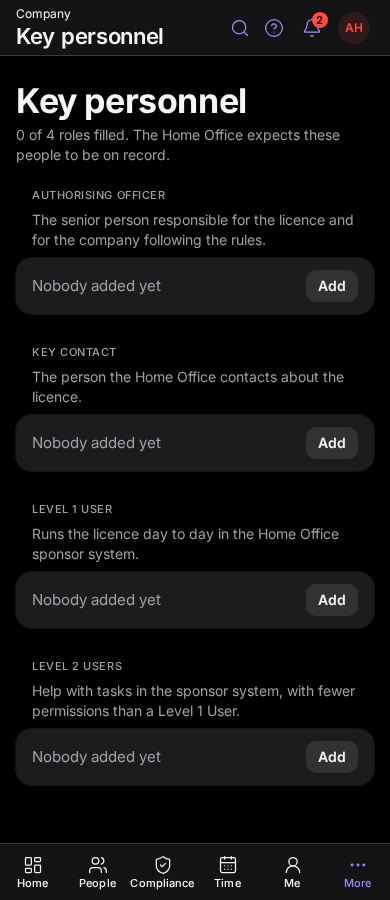 Company
Key personnel
2
AH
Key personnel
0 of 4 roles filled. The Home Office expects these
people to be on record.
AUTHORISING OFFICER
The senior person responsible for the licence and
for the company following the rules.
Nobody added yet
Add
KEY CONTACT
The person the Home Office contacts about the
licence.
Nobody added yet
Add
LEVEL 1 USER
Runs the licence day to day in the Home Office
sponsor system.
Nobody added yet
Add
LEVEL 2 USERS
Help with tasks in the sponsor system, with fewer
permissions than a Level 1 User.
Nobody added yet
Add
Home
People
Compliance
Time
Me
More